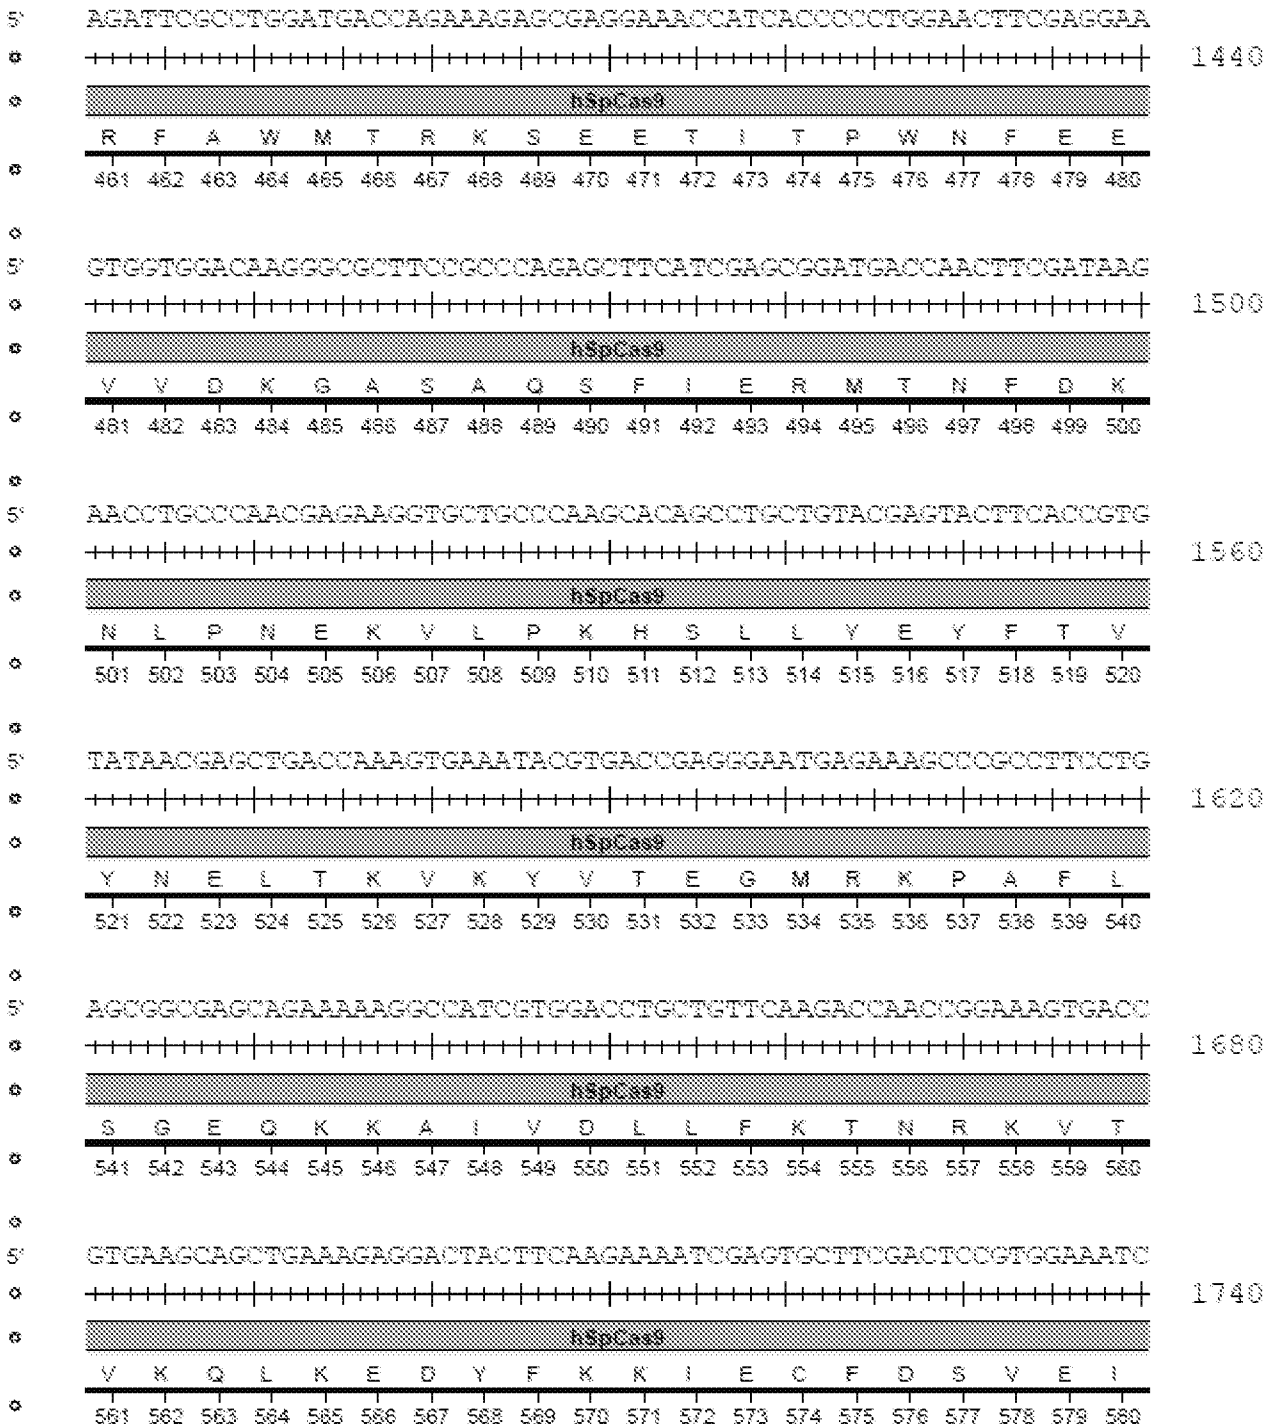 5' AGATTCGCCTGGATGACCAGAAAGAGCGAGGAAACCATCACCCCCTGGAACTTCGAGGAA
1440
hSpCas9
R F A W M T R K S E E T I T P W N F E E
461 462 463 464 465 466 467 468 469 470 471 472 473 474 475 476 477 478 479 480
5' GTGGTGGACAAGGGCGCTTCCGCCCAGAGCTTCATCGAGCGGATGACCAACTTCGATAAG
1500
hSpCas9
V V D K G A S A Q S F I E R M T N F D K
481 482 483 484 485 486 487 488 489 490 491 492 493 494 495 496 497 498 499 500
5' AACCTGCCCAACGAGAAGGTGCTGCCCAAGCACAGCCTGCTGTACGAGTACTTCACCGTG
1560
hSpCas9
N L P N E K V L P K H S L L Y E Y F T V
501 502 503 504 505 506 507 508 509 510 511 512 513 514 515 516 517 518 519 520
5' TATAACGAGCTGACCAAAGTGAAATACGTGACCGAGGGAATGAGAAAGCCCGCCTTCCTG
1620
hSpCas9
Y N E L T K V K Y V T E G M R K P A F L
521 522 523 524 525 526 527 528 529 530 531 532 533 534 535 536 537 538 539 540
5' AGCGGCGAGCAGAAAAAGGCCATCGTGGACCTGCTGTTCAAGACCAACCGGAAAGTGACC
1680
hSpCas9
S G E Q K K A I V D L L F K T N R K V T
541 542 543 544 545 546 547 548 549 550 551 552 553 554 555 556 557 558 559 560
5' GTGAAGCAGCTGAAAGAGGACTACTTCAAGAAAATCGAGTGCTTCGACTCCGTGGAAATC
1740
hSpCas9
V K Q L K E D Y F K K I E C F D S V E I
561 562 563 564 565 566 567 568 569 570 571 572 573 574 575 576 577 578 579 580